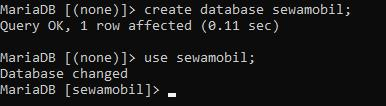 MariaDB [(none)]> create database sewamobil;
Query OK, 1 row affected (0.11 sec)
MariaDB [(none)]> use sewamobil;
Database changed
MariaDB [sewamobil]> _